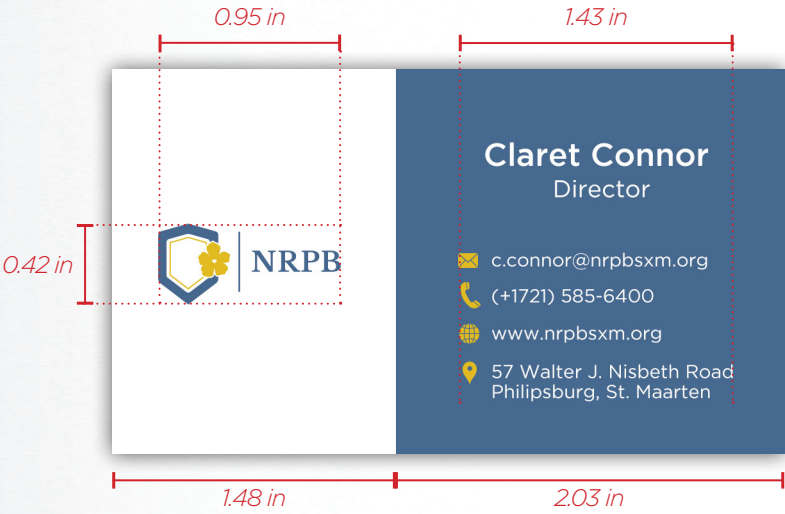 0.95 in
1.43 in
Claret Connor
Director
0.42 in
NRPB
c.connor@nrpbsxm.org
(+1721) 585-6400
www.nrpbsxm.org
57 Walter J. Nisbeth Road
Philipsburg, St. Maarten
1.48 in
2.03 in